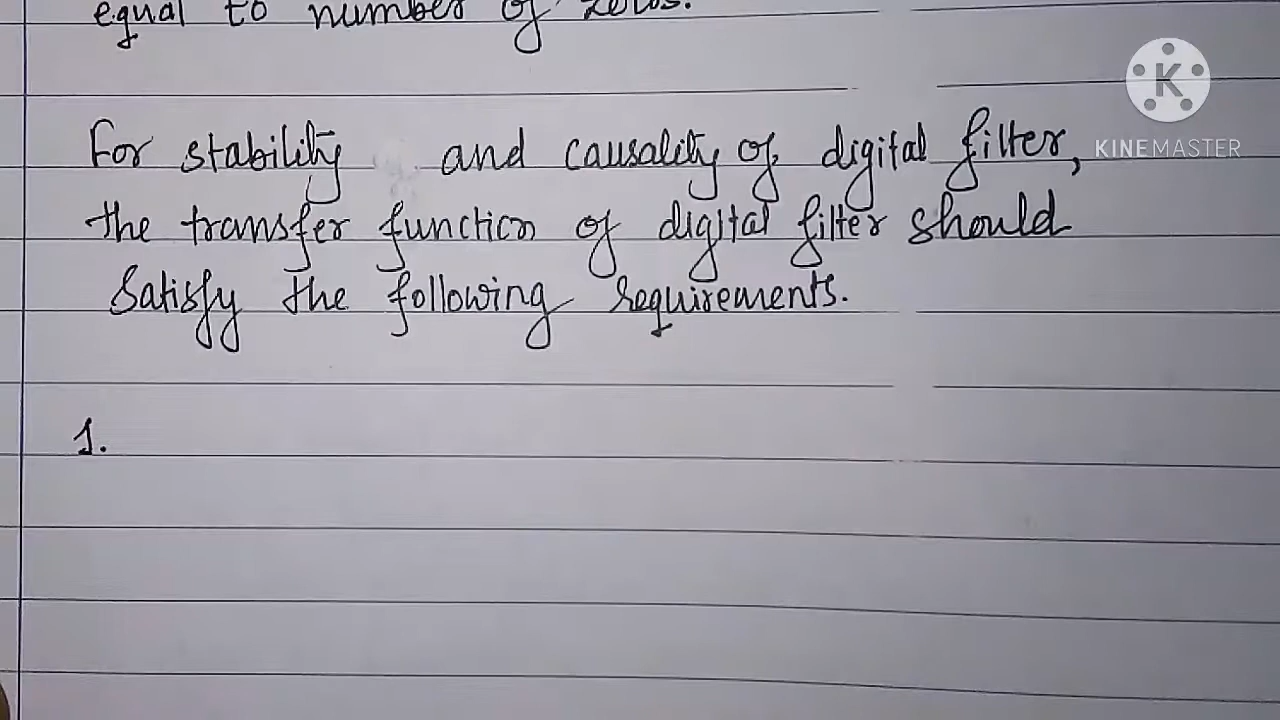 equal to number of zeros.
K
KINEMASTER
For stability and causality of digital filter,
the transfer function of digital filter should
satisfy the following requirements.
1.